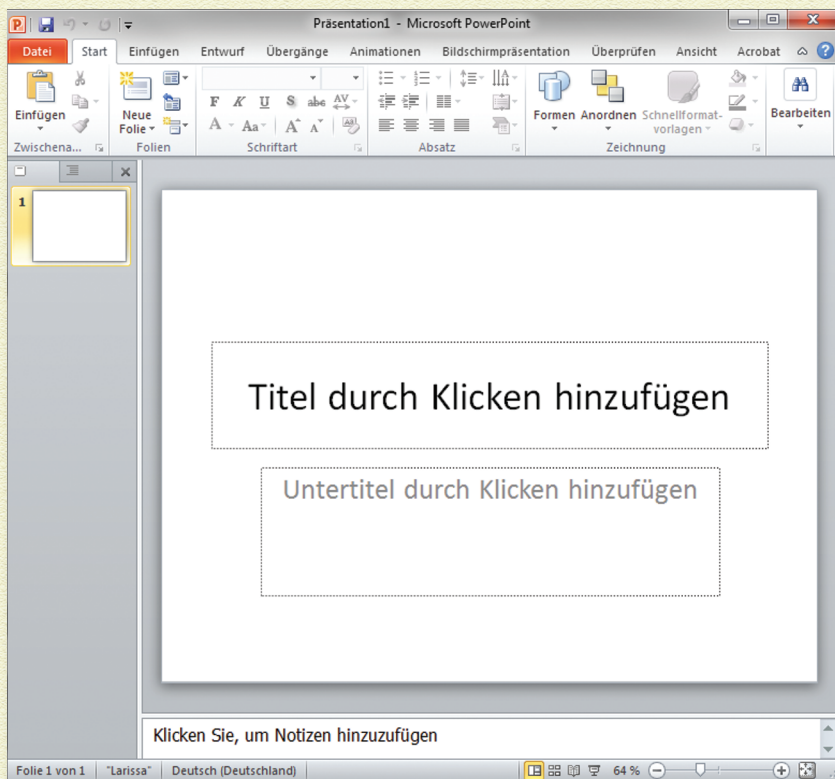 Präsentation1 - Microsoft PowerPoint
Datei Start Einfügen Entwurf Übergänge Animationen Bildschirmpräsentation Überprüfen Ansicht Acrobat
Einfügen
Neue Folie
F K U S abc AV
A Aa A A
Formen Anordnen Schnellformat-
vorlagen
Bearbeiten
Zwischena... Folien Schriftart Absatz Zeichnung
1
Titel durch Klicken hinzufügen
Untertitel durch Klicken hinzufügen
Klicken Sie, um Notizen hinzuzufügen
Folie 1 von 1 "Larissa" Deutsch (Deutschland) 64 %